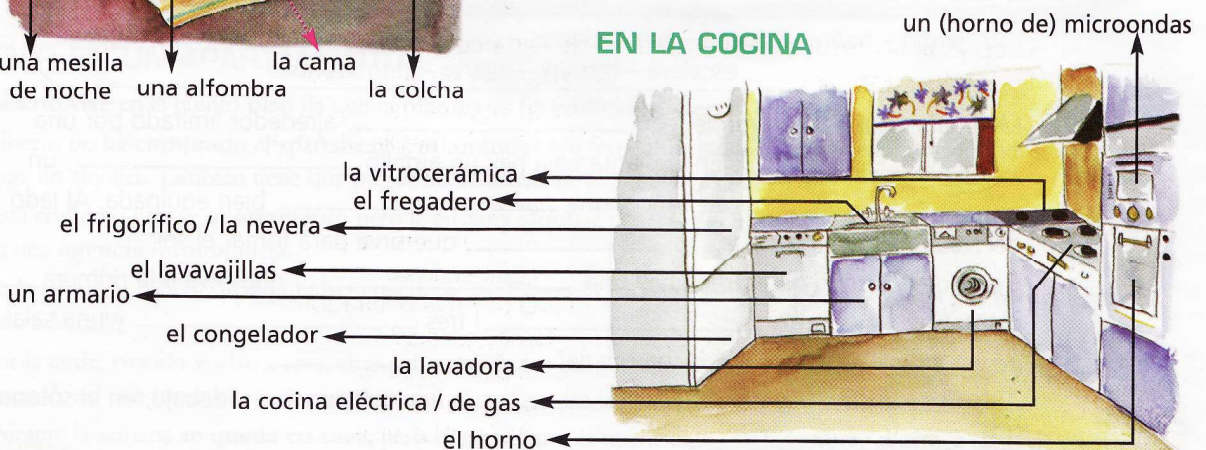 una mesilla
de noche
una alfombra
la cama
la colcha
EN LA COCINA
un (horno de) microondas
la vitrocerámica
el fregadero
el frigorífico / la nevera
el lavavajillas
un armario
el congelador
la lavadora
la cocina eléctrica / de gas
el horno